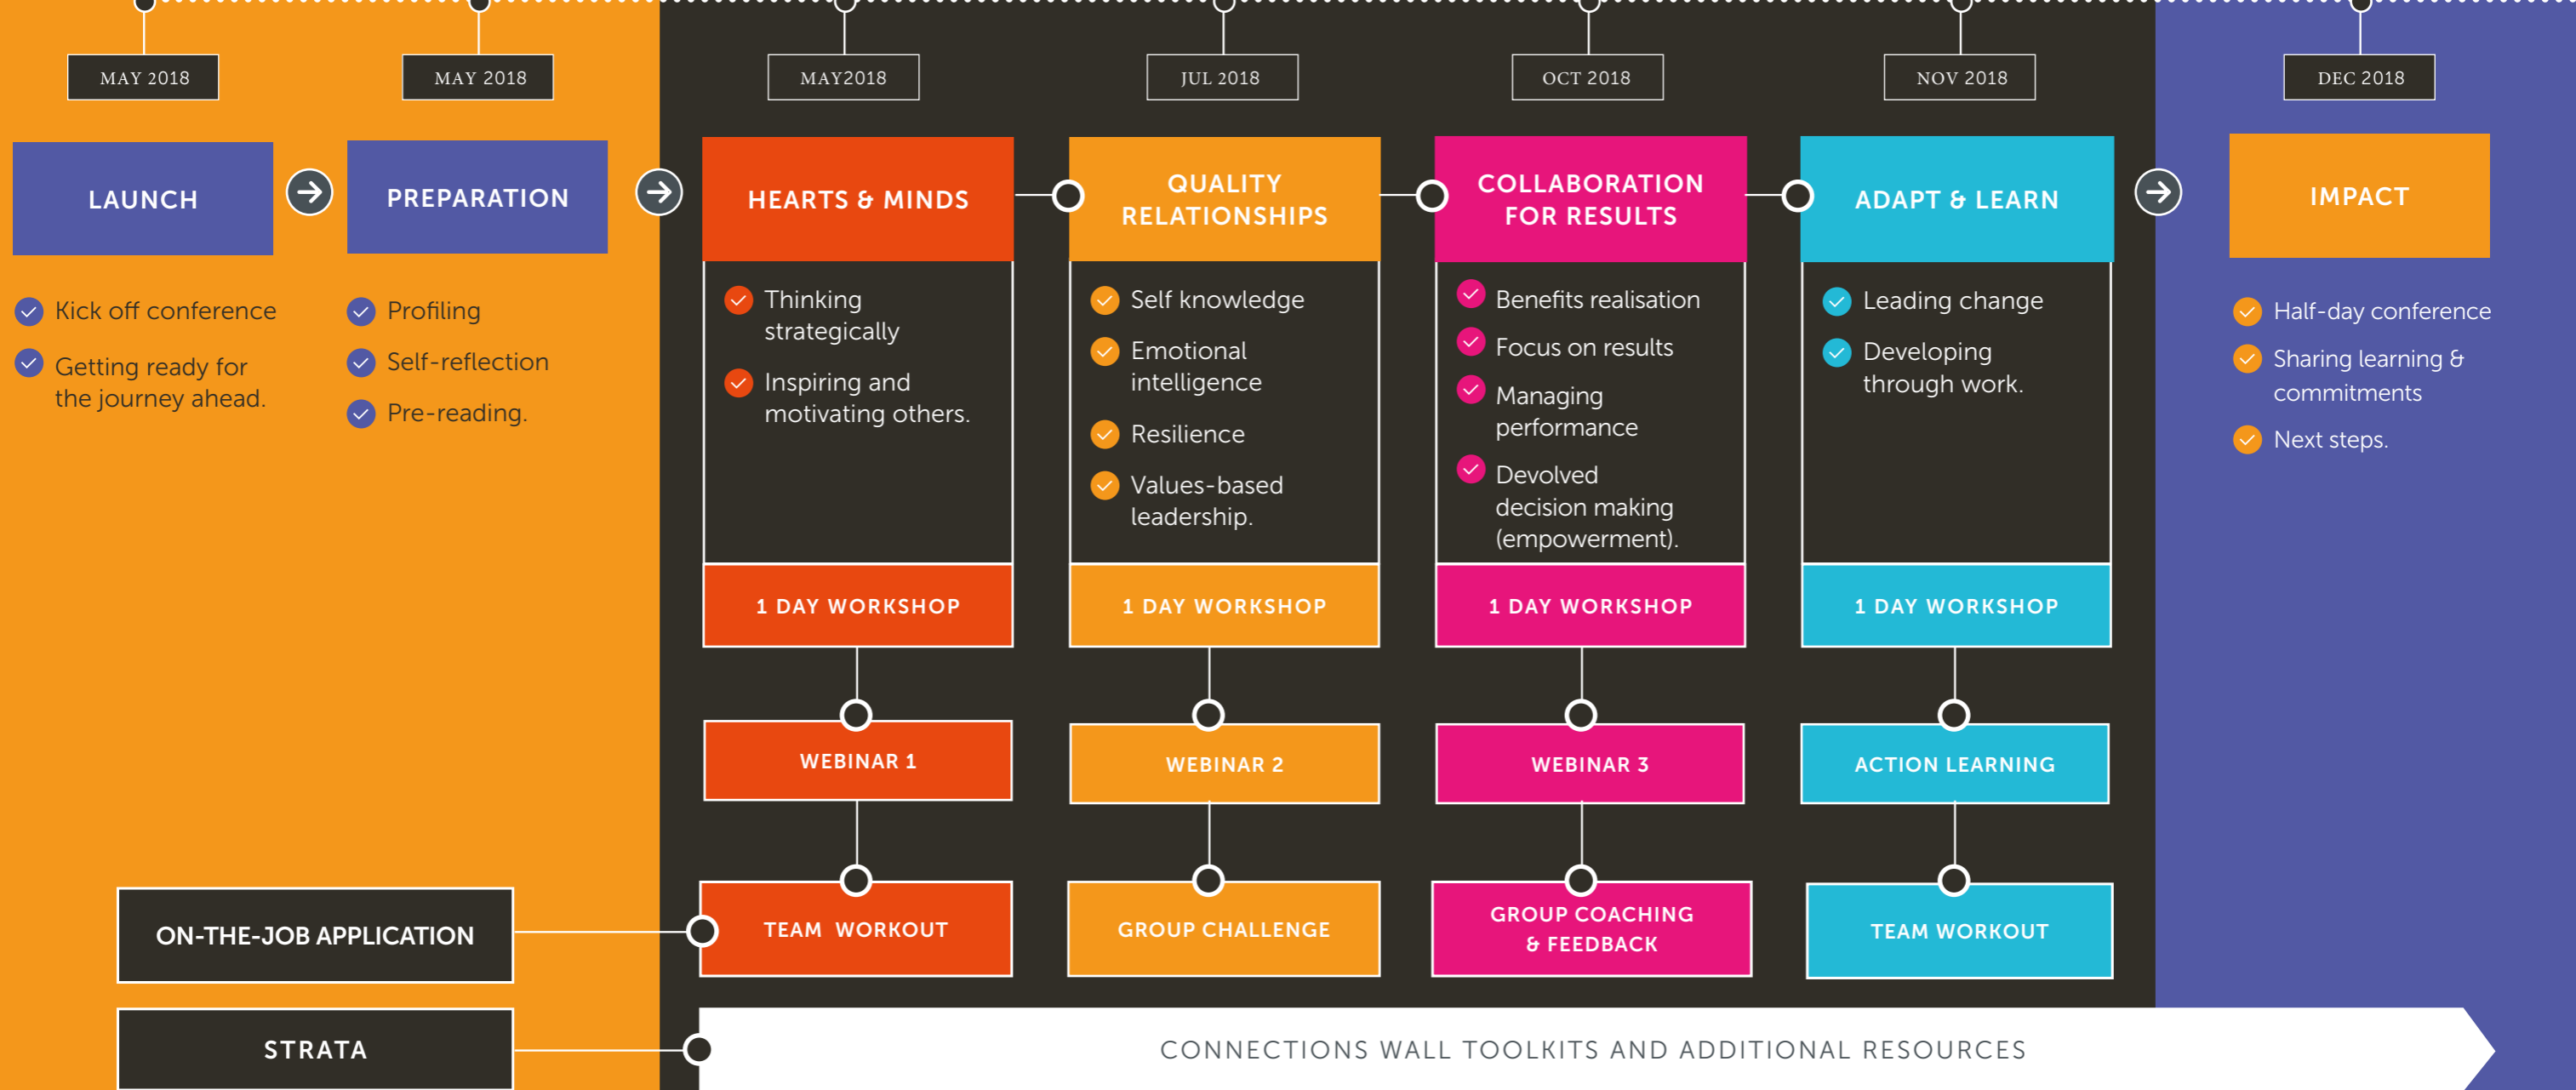 MAY 2018
MAY 2018
MAY2018
JUL 2018
OCT 2018
NOV 2018
DEC 2018
LAUNCH
Kick off conference
Getting ready for
the journey ahead.
PREPARATION
Profiling
Self-reflection
Pre-reading.
HEARTS & MINDS
Thinking
strategically
Inspiring and
motivating others.
1 DAY WORKSHOP
WEBINAR 1
TEAM WORKOUT
QUALITY
RELATIONSHIPS
Self knowledge
Emotional
intelligence
Resilience
Values-based
leadership.
1 DAY WORKSHOP
WEBINAR 2
GROUP CHALLENGE
COLLABORATION
FOR RESULTS
Benefits realisation
Focus on results
Managing
performance
Devolved
decision making
(empowerment).
1 DAY WORKSHOP
WEBINAR 3
GROUP COACHING
& FEEDBACK
ADAPT & LEARN
Leading change
Developing
through work.
1 DAY WORKSHOP
ACTION LEARNING
TEAM WORKOUT
IMPACT
Half-day conference
Sharing learning &
commitments
Next steps.
ON-THE-JOB APPLICATION
STRATA
CONNECTIONS WALL TOOLKITS AND ADDITIONAL RESOURCES